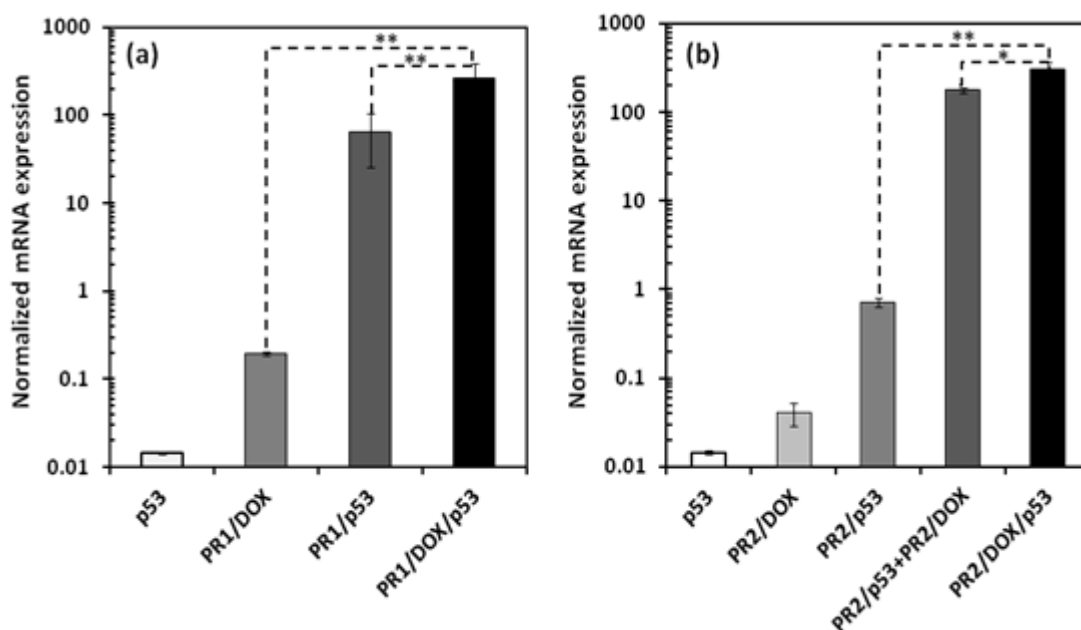 (a)
Normalized mRNA expression
1000
100
10
1
0.1
0.01
**
**
p53
PR1/DOX
PR1/p53
PR1/DOX/p53
(b)
Normalized mRNA expression
1000
100
10
1
0.1
0.01
**
*
p53
PR2/DOX
PR2/p53
PR2/p53+PR2/DOX
PR2/DOX/p53